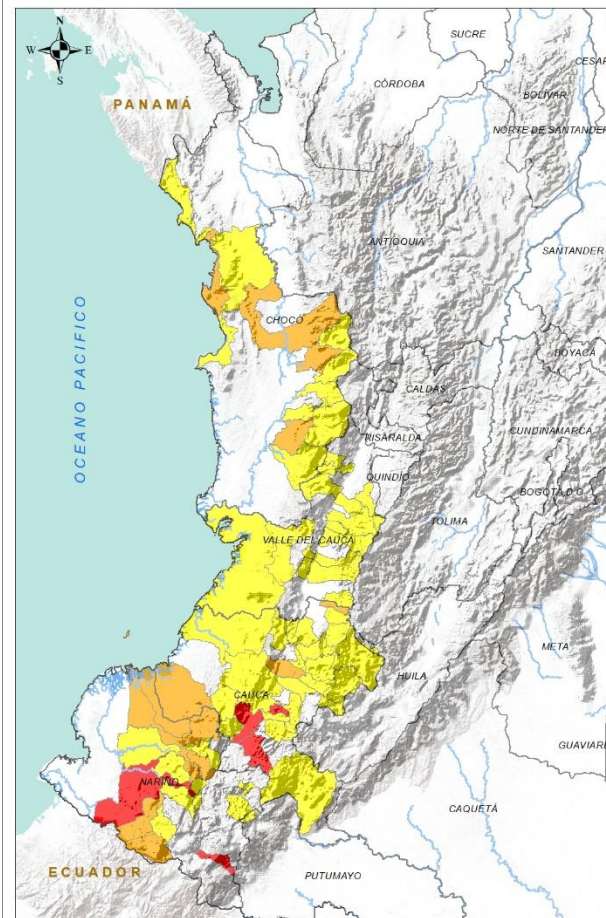 N
W E
S
SUCRE
CESAR
CÓRDOBA
BOLÍVAR
PANAMÁ
NORTE DE SANTANDER
ANTIOQUIA
SANTANDER
OCEANO PACIFICO
CHOCÓ
BOYACÁ
CALDAS
CUNDINAMARCA
RISARALDA
QUINDÍO
BOGOTÁ D.C.
TOLIMA
VALLE DEL CAUCA
META
HUILA
CAUCA
GUAVIARE
NARIÑO
CAQUETÁ
ECUADOR
PUTUMAYO